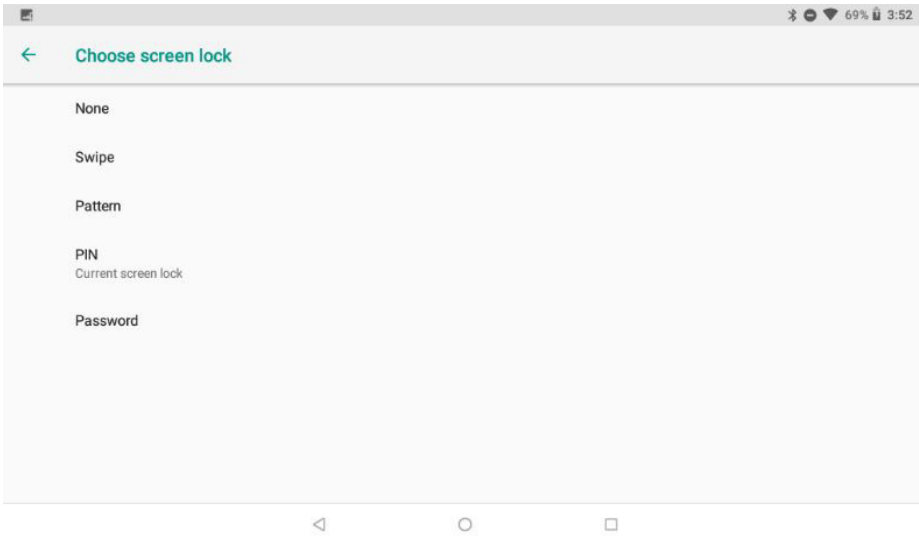 69% 3:52
Choose screen lock
None
Swipe
Pattern
PIN
Current screen lock
Password